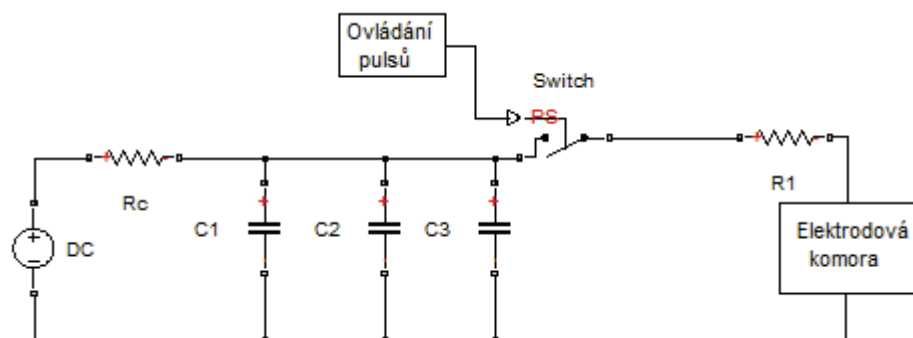 Ovládání
pulsů
Switch
PS
Rc
R1
C1
C2
C3
DC
Elektrodová
komora